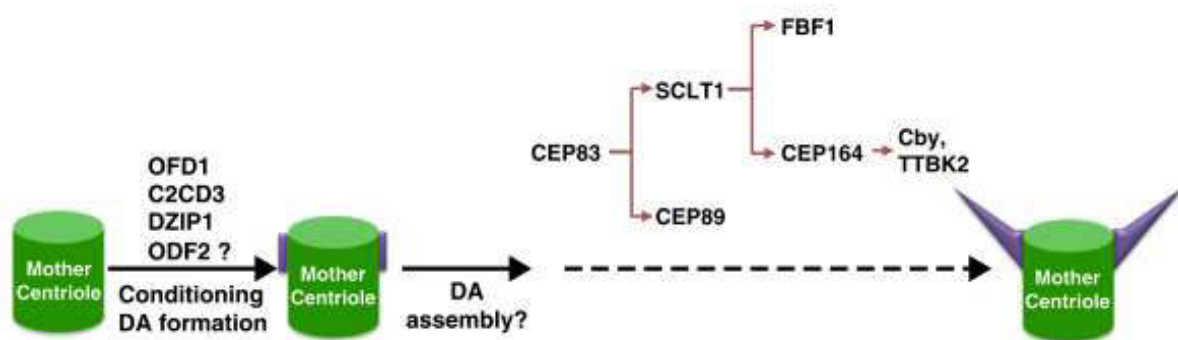 FBF1
SCLT1
CEP83
CEP164
Cby,
TTBK2
CEP89
OFD1
C2CD3
DZIP1
ODF2 ?
Mother
Centriole
Conditioning
DA formation
Mother
Centriole
DA
assembly?
Mother
Centriole